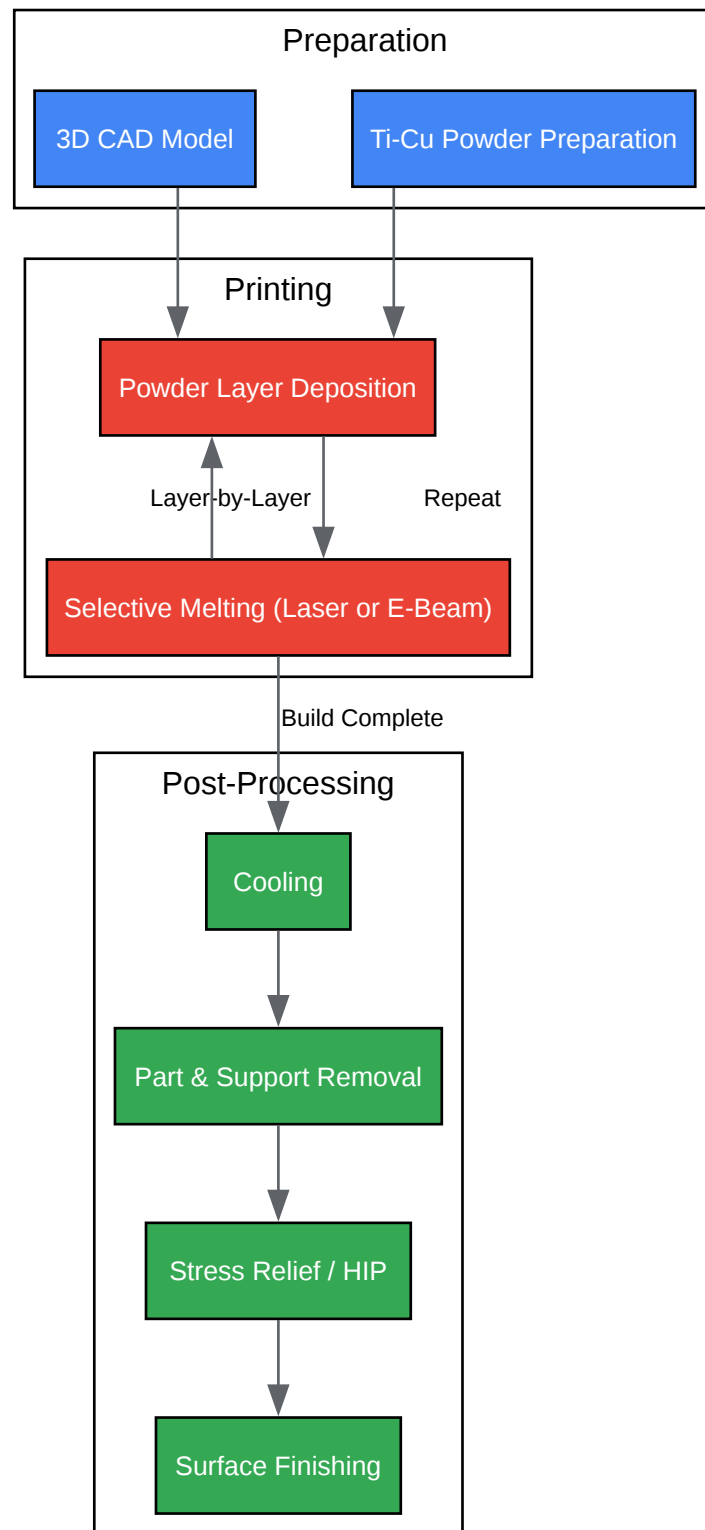 Preparation
3D CAD Model
Ti-Cu Powder Preparation
Printing
Powder Layer Deposition
Layer-by-Layer
Repeat
Selective Melting (Laser or E-Beam)
Build Complete
Post-Processing
Cooling
Part & Support Removal
Stress Relief / HIP
Surface Finishing